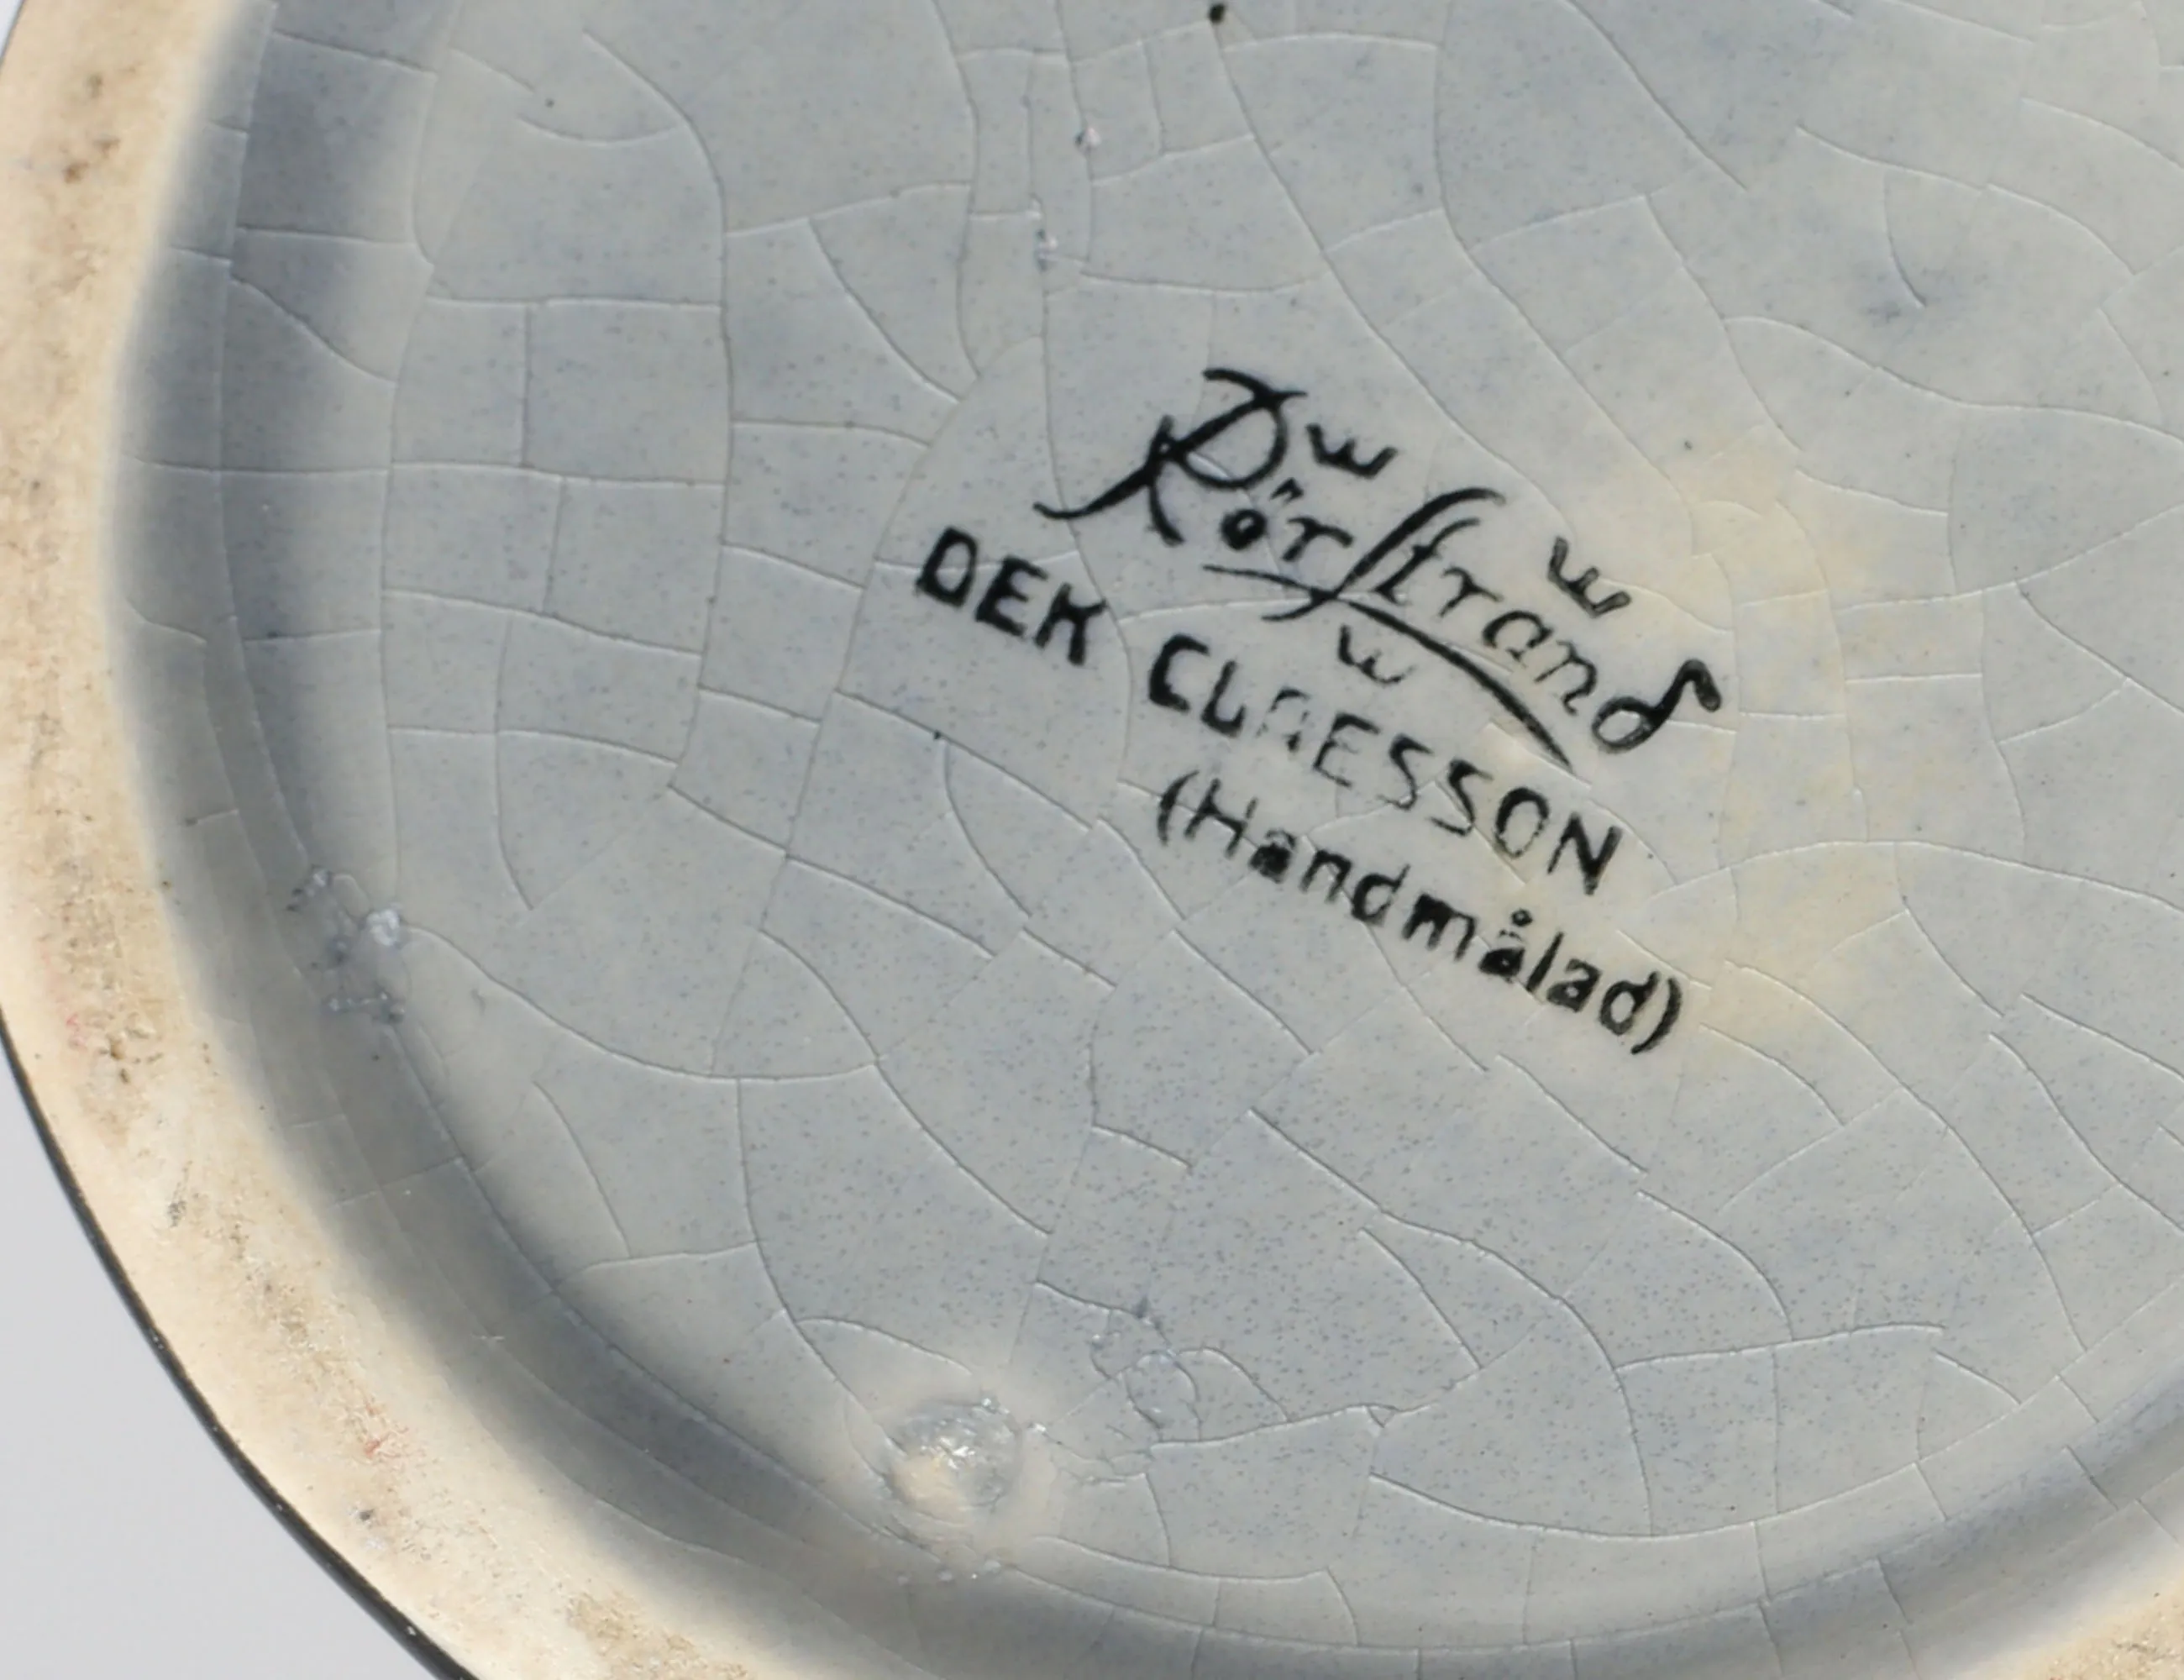 Rörstrand
DEK CLAESSON
(Handmålad)